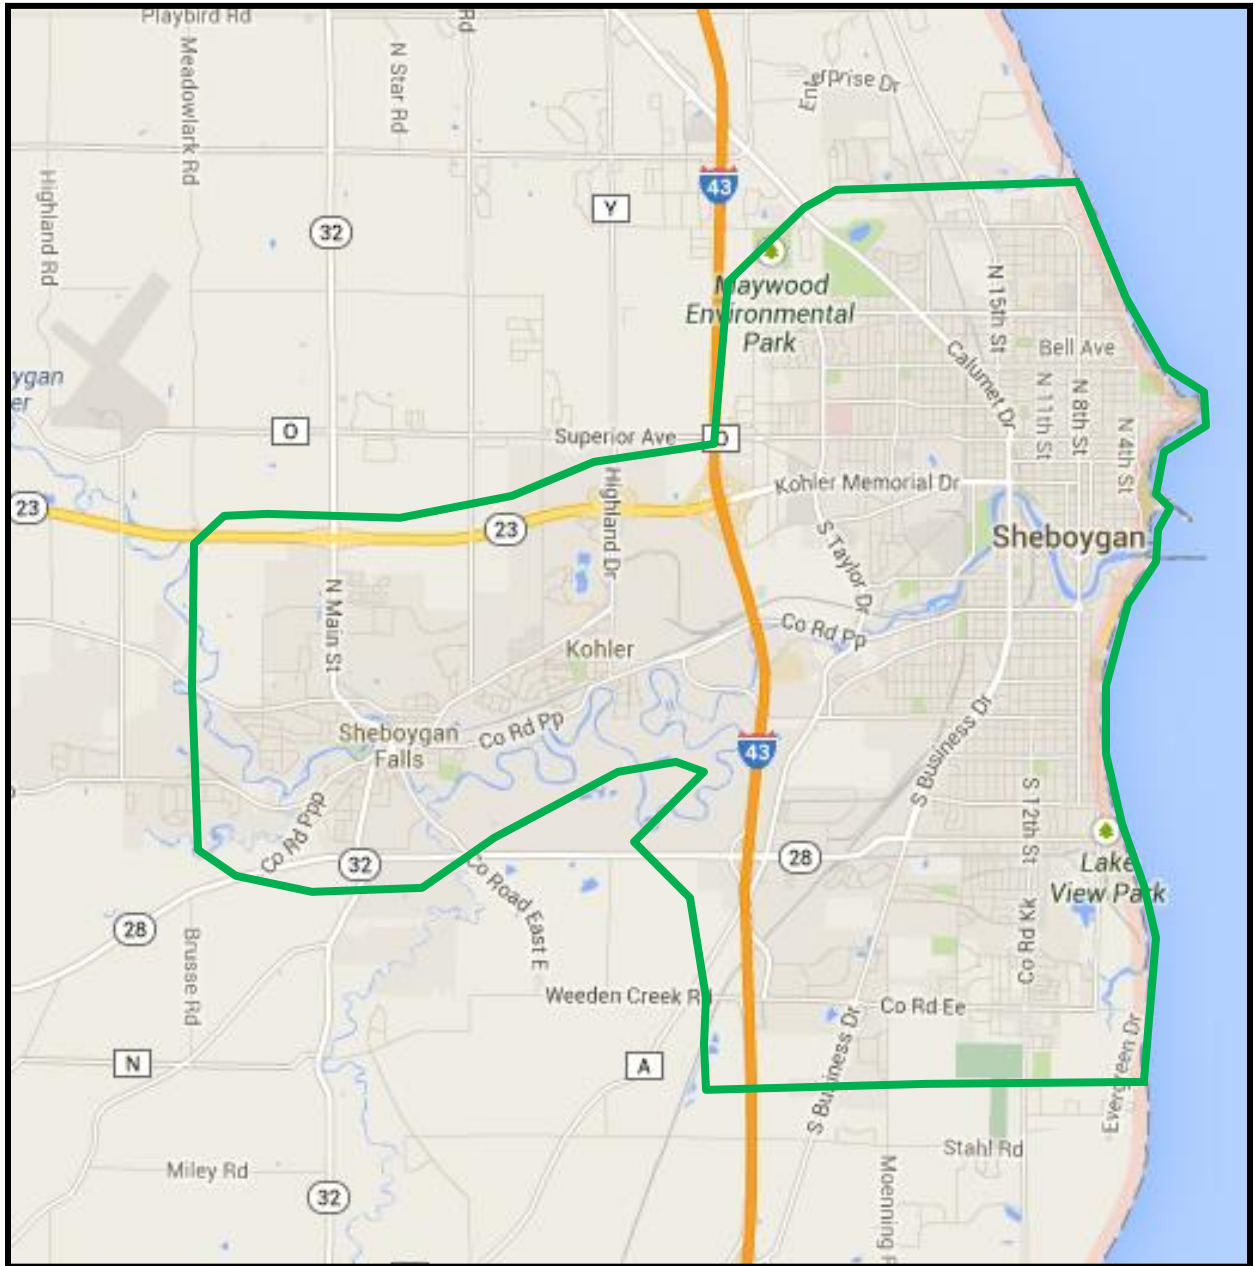 Playbird Rd
Rd
Meadowlark Rd
N Star Rd
Enterprise Dr
43
Highland Rd
Y
32
Maywood
Environmental
Park
N 15th St
Bell Ave
Calumet Dr
ygan
er
N 11th St
N 8th St
N 4th St
O
Superior Ave
O
23
Highland Dr
Kohler Memorial Dr
23
S Taylor Dr
Sheboygan
N Main St
Co Rd Pp
Kohler
Sheboygan
Falls
Co Rd Pp
43
S Business Dr
S 12th St
Co Rd Ppp
32
28
Lake
View Park
Co Road East E
28
Co Rd Kk
Brusse Rd
Weeden Creek Rd
Co Rd Ee
S Business Dr
Evergreen Dr
N
A
Stahl Rd
Miley Rd
Moenning R
32